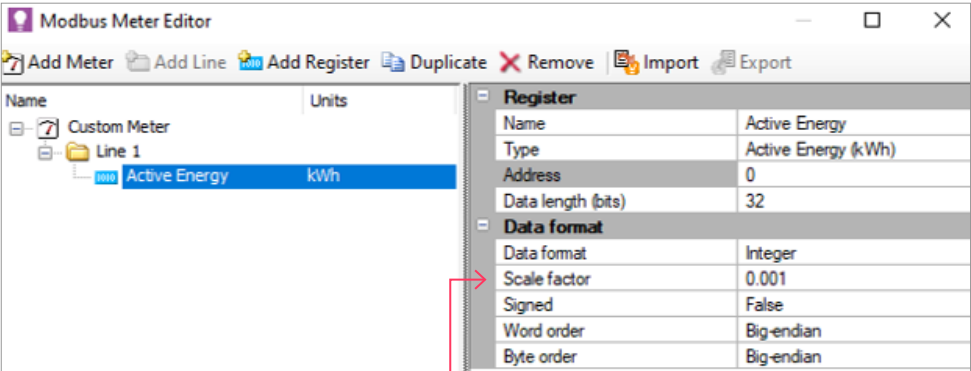 Modbus Meter Editor
Add Meter Add Line Add Register Duplicate Remove Import Export
Name Units
Custom Meter
Line 1
Active Energy kWh
Register
Name Active Energy
Type Active Energy (kWh)
Address 0
Data length (bits) 32
Data format
Data format Integer
Scale factor 0.001
Signed False
Word order Big-endian
Byte order Big-endian